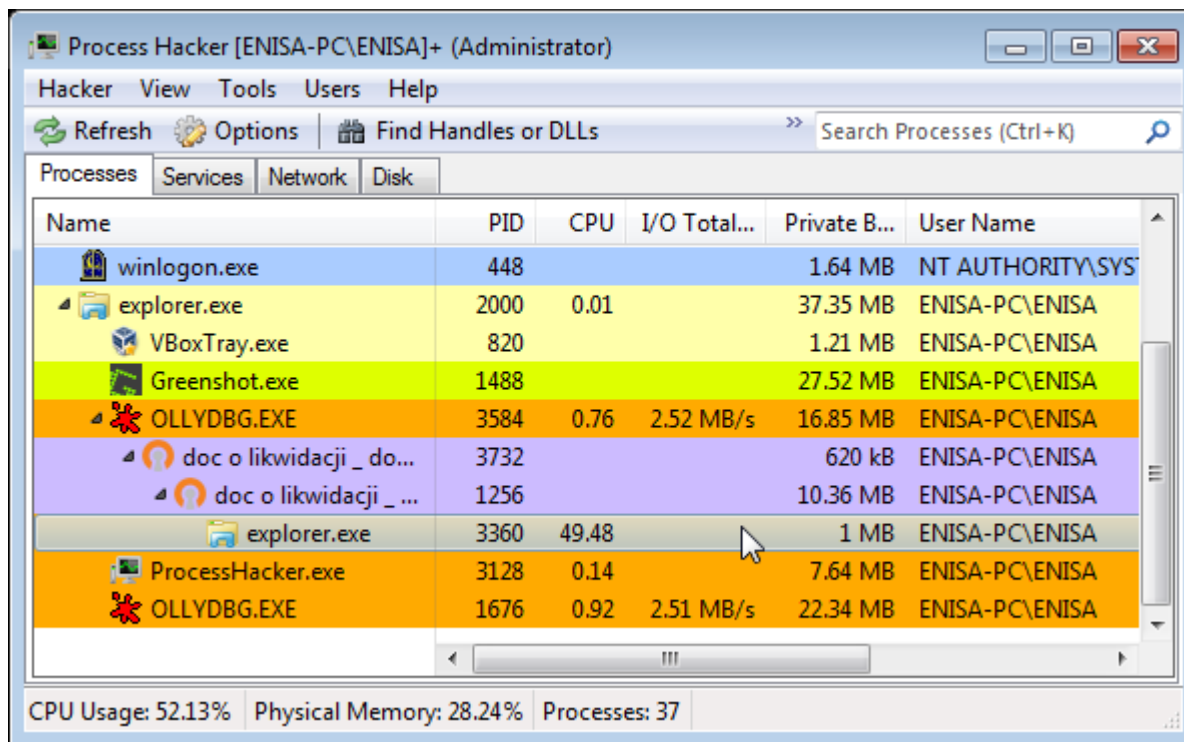 Process Hacker [ENISA-PC\ENISA]+ (Administrator)
Hacker View Tools Users Help
Refresh Options Find Handles or DLLs » Search Processes (Ctrl+K)
Processes Services Network Disk
Name PID CPU I/O Total... Private B... User Name
winlogon.exe 448 1.64 MB NT AUTHORITY\SYS
explorer.exe 2000 0.01 37.35 MB ENISA-PC\ENISA
VBoxTray.exe 820 1.21 MB ENISA-PC\ENISA
Greenshot.exe 1488 27.52 MB ENISA-PC\ENISA
OLLYDBG.EXE 3584 0.76 2.52 MB/s 16.85 MB ENISA-PC\ENISA
doc o likwidacji _ do... 3732 620 kB ENISA-PC\ENISA
doc o likwidacji _ ... 1256 10.36 MB ENISA-PC\ENISA
explorer.exe 3360 49.48 1 MB ENISA-PC\ENISA
ProcessHacker.exe 3128 0.14 7.64 MB ENISA-PC\ENISA
OLLYDBG.EXE 1676 0.92 2.51 MB/s 22.34 MB ENISA-PC\ENISA
CPU Usage: 52.13% Physical Memory: 28.24% Processes: 37